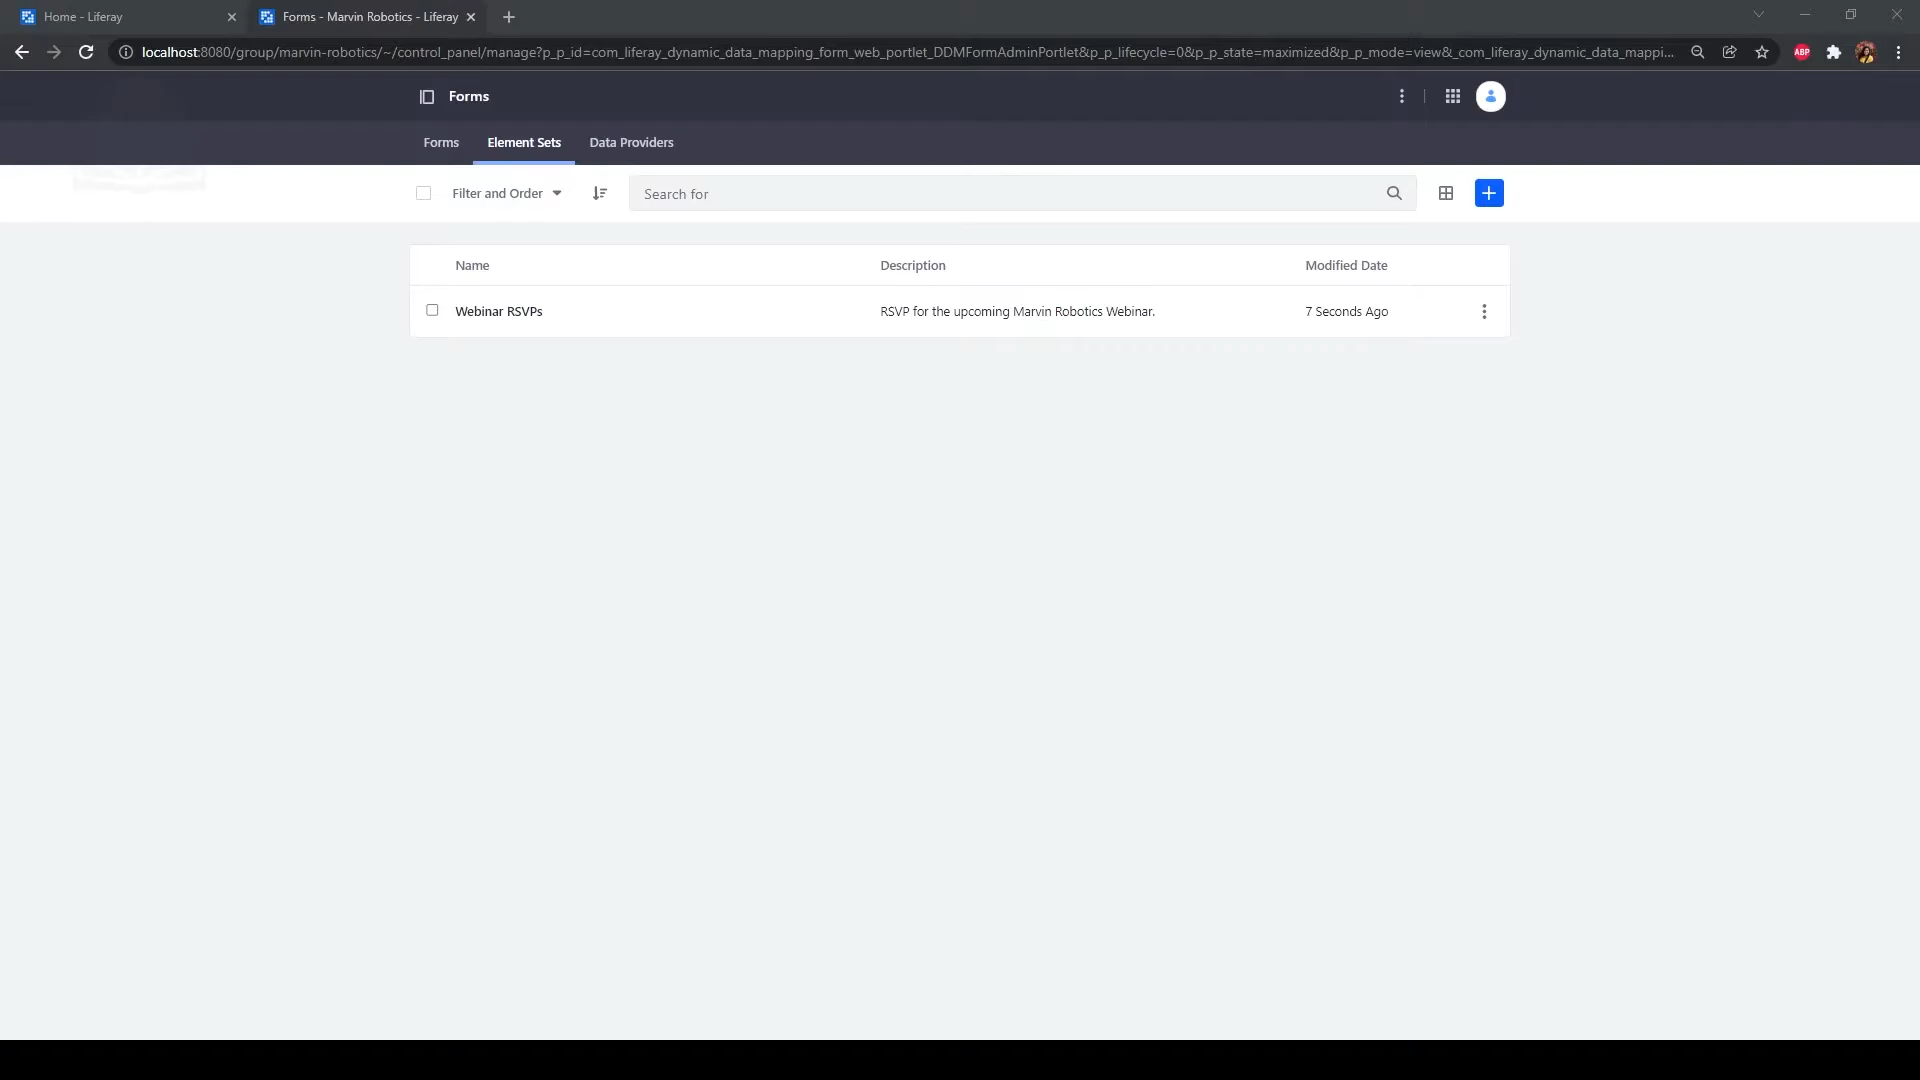 Home - Liferay
Forms - Marvin Robotics - Liferay
localhost:8080/group/marvin-robotics/~/control_panel/manage?p_p_id=com_liferay_dynamic_data_mapping_form_web_portlet_DDMFormAdminPortlet&p_p_lifecycle=0&p_p_state=maximized&p_p_mode=view&_com_liferay_dynamic_data_mappi...
ABP
Forms
Forms
Element Sets
Data Providers
Filter and Order
Search for
Name
Description
Modified Date
Webinar RSVPs
RSVP for the upcoming Marvin Robotics Webinar.
7 Seconds Ago